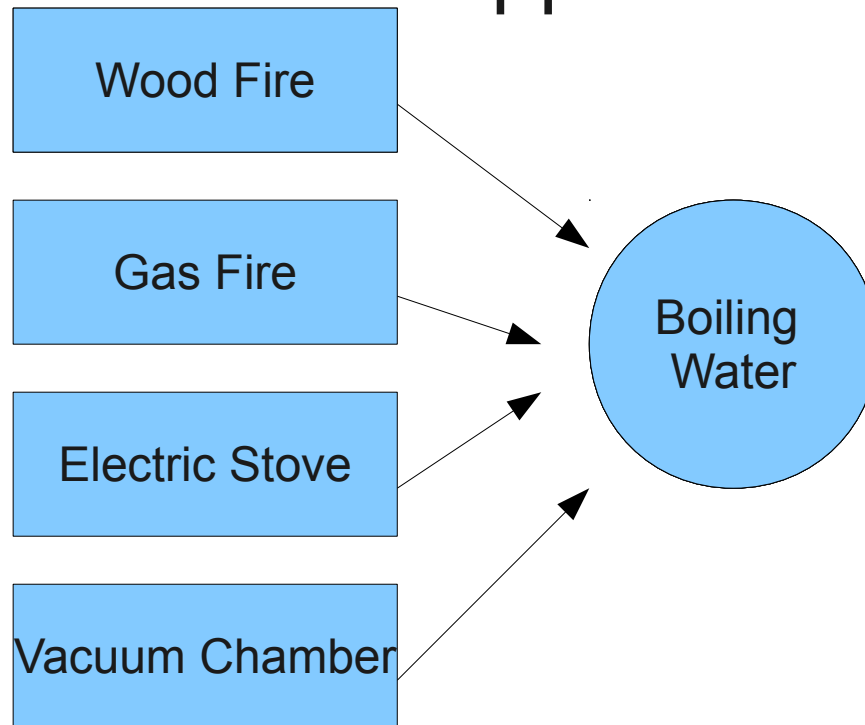 Wood Fire
Gas Fire
Boiling
Water
Electric Stove
Vacuum Chamber